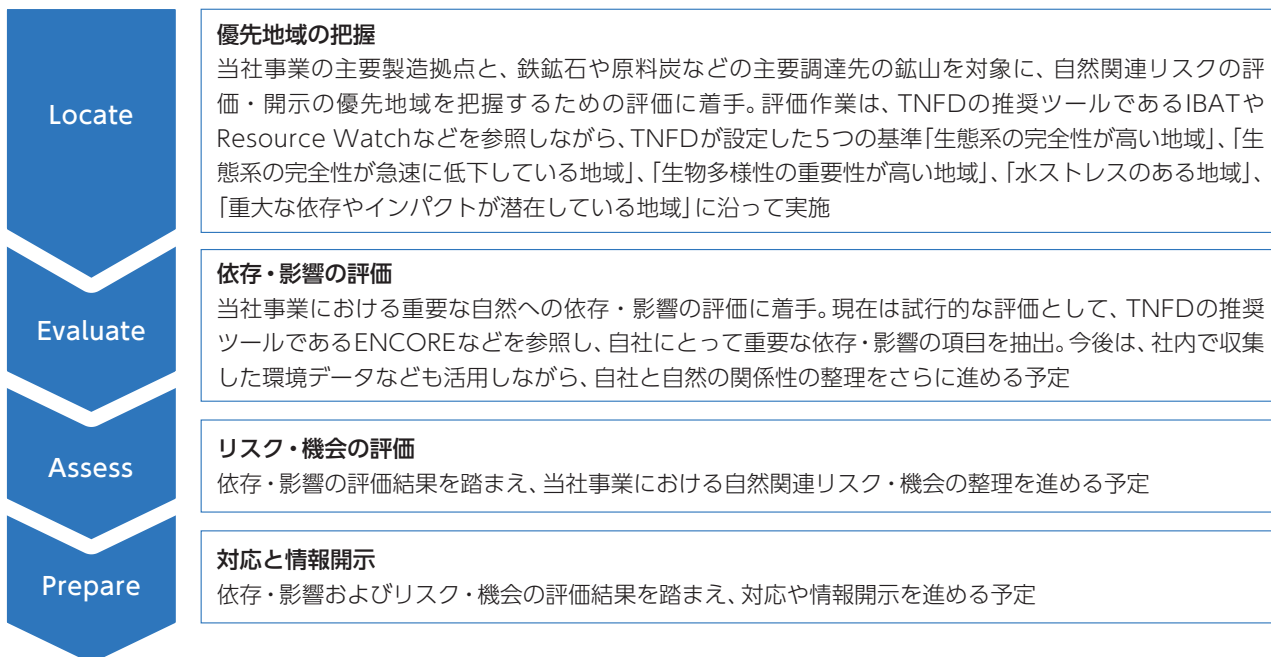 Locate
優先地域の把握
当社事業の主要製造拠点と、鉄鉱石や原料炭などの主要調達先の鉱山を対象に、自然関連リスクの評
価・開示の優先地域を把握するための評価に着手。評価作業は、TNFDの推奨ツールであるIBATや
Resource Watchなどを参照しながら、TNFDが設定した5つの基準「生態系の完全性が高い地域」、「生
態系の完全性が急速に低下している地域」、「生物多様性の重要性が高い地域」、「水ストレスのある地域」、
「重大な依存やインパクトが潜在している地域」に沿って実施
Evaluate
依存・影響の評価
当社事業における重要な自然への依存・影響の評価に着手。現在は試行的な評価として、TNFDの推奨
ツールであるENCOREなどを参照し、自社にとって重要な依存・影響の項目を抽出。今後は、社内で収集
した環境データなども活用しながら、自社と自然の関係性の整理をさらに進める予定
Assess
リスク・機会の評価
依存・影響の評価結果を踏まえ、当社事業における自然関連リスク・機会の整理を進める予定
Prepare
対応と情報開示
依存・影響およびリスク・機会の評価結果を踏まえ、対応や情報開示を進める予定